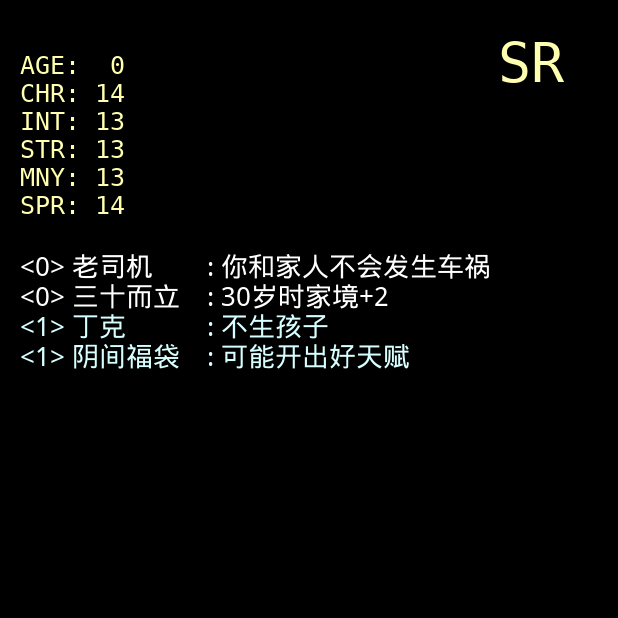 SR
AGE: 0
CHR: 14
INT: 13
STR: 13
MNY: 13
SPR: 14
<0> 老司机 : 你和家人不会发生车祸
<0> 三十而立 : 30岁时家境+2
<1> 丁克 : 不生孩子
<1> 阴间福袋 : 可能开出好天赋